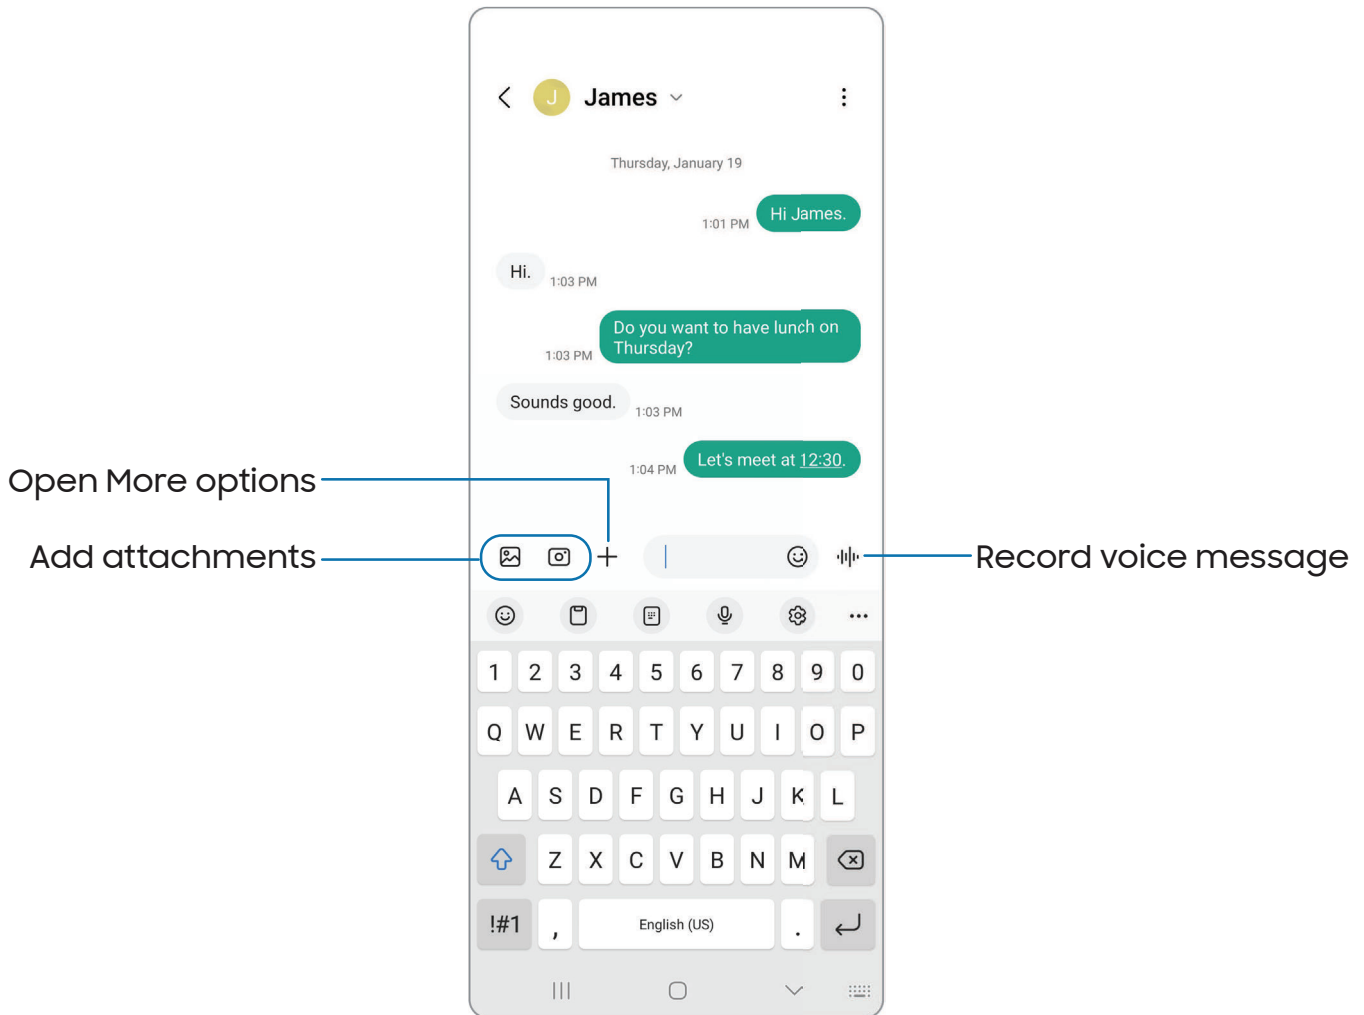 J James
Thursday, January 19
1:01 PM Hi James.
Hi. 1:03 PM
Do you want to have lunch on
Thursday?
1:03 PM
Sounds good. 1:03 PM
1:04 PM Let's meet at 12:30.
Open More options
Add attachments
Record voice message
1 2 3 4 5 6 7 8 9 0
Q W E R T Y U I O P
A S D F G H J K L
Z X C V B N M
!#1 , English (US) .